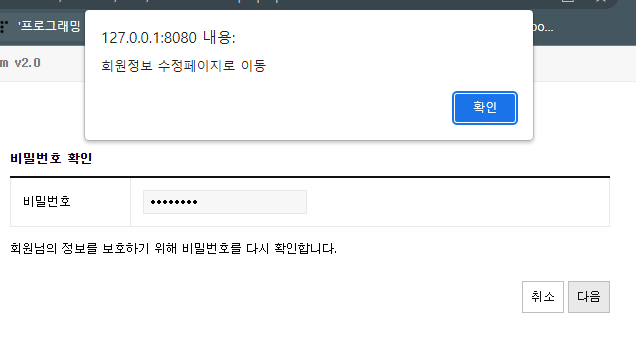 '프로그래밍
oo...
m v2.0
127.0.0.1:8080 내용:
회원정보 수정페이지로 이동
확인
비밀번호 확인
비밀번호
••••••••
회원님의 정보를 보호하기 위해 비밀번호를 다시 확인합니다.
취소 다음